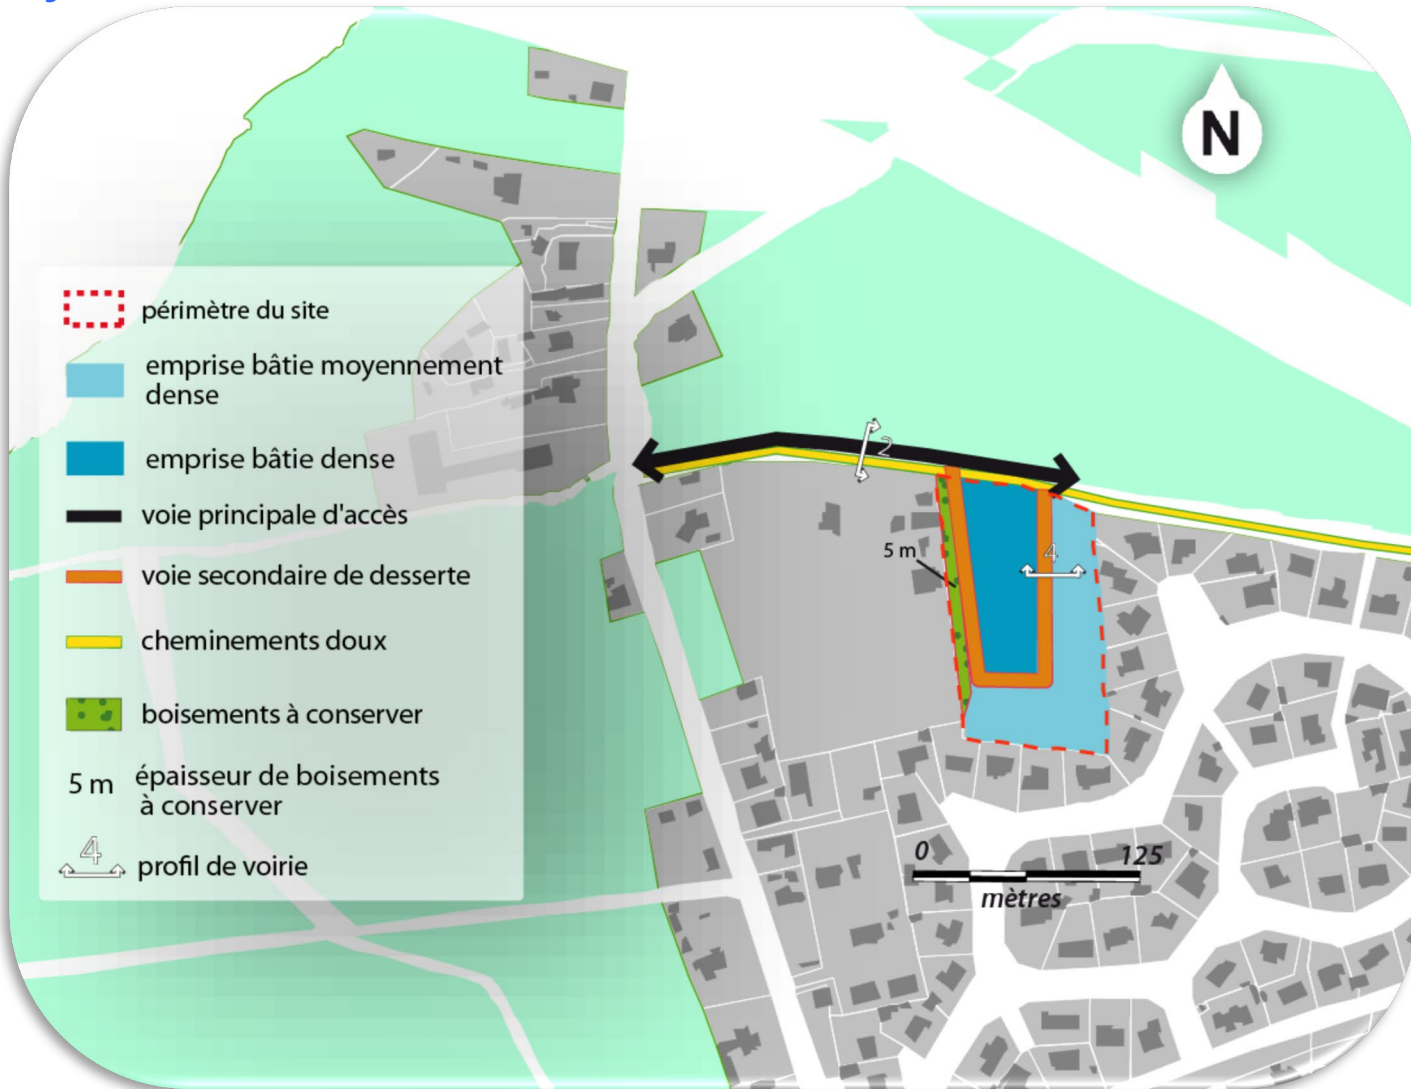 N
périmètre du site
emprise bâtie moyennement
dense
emprise bâtie dense
voie principale d'accès
voie secondaire de desserte
cheminements doux
boisements à conserver
5 m
épaisseur de boisements
à conserver
4
profil de voirie
2
5 m
4
0
125
mètres